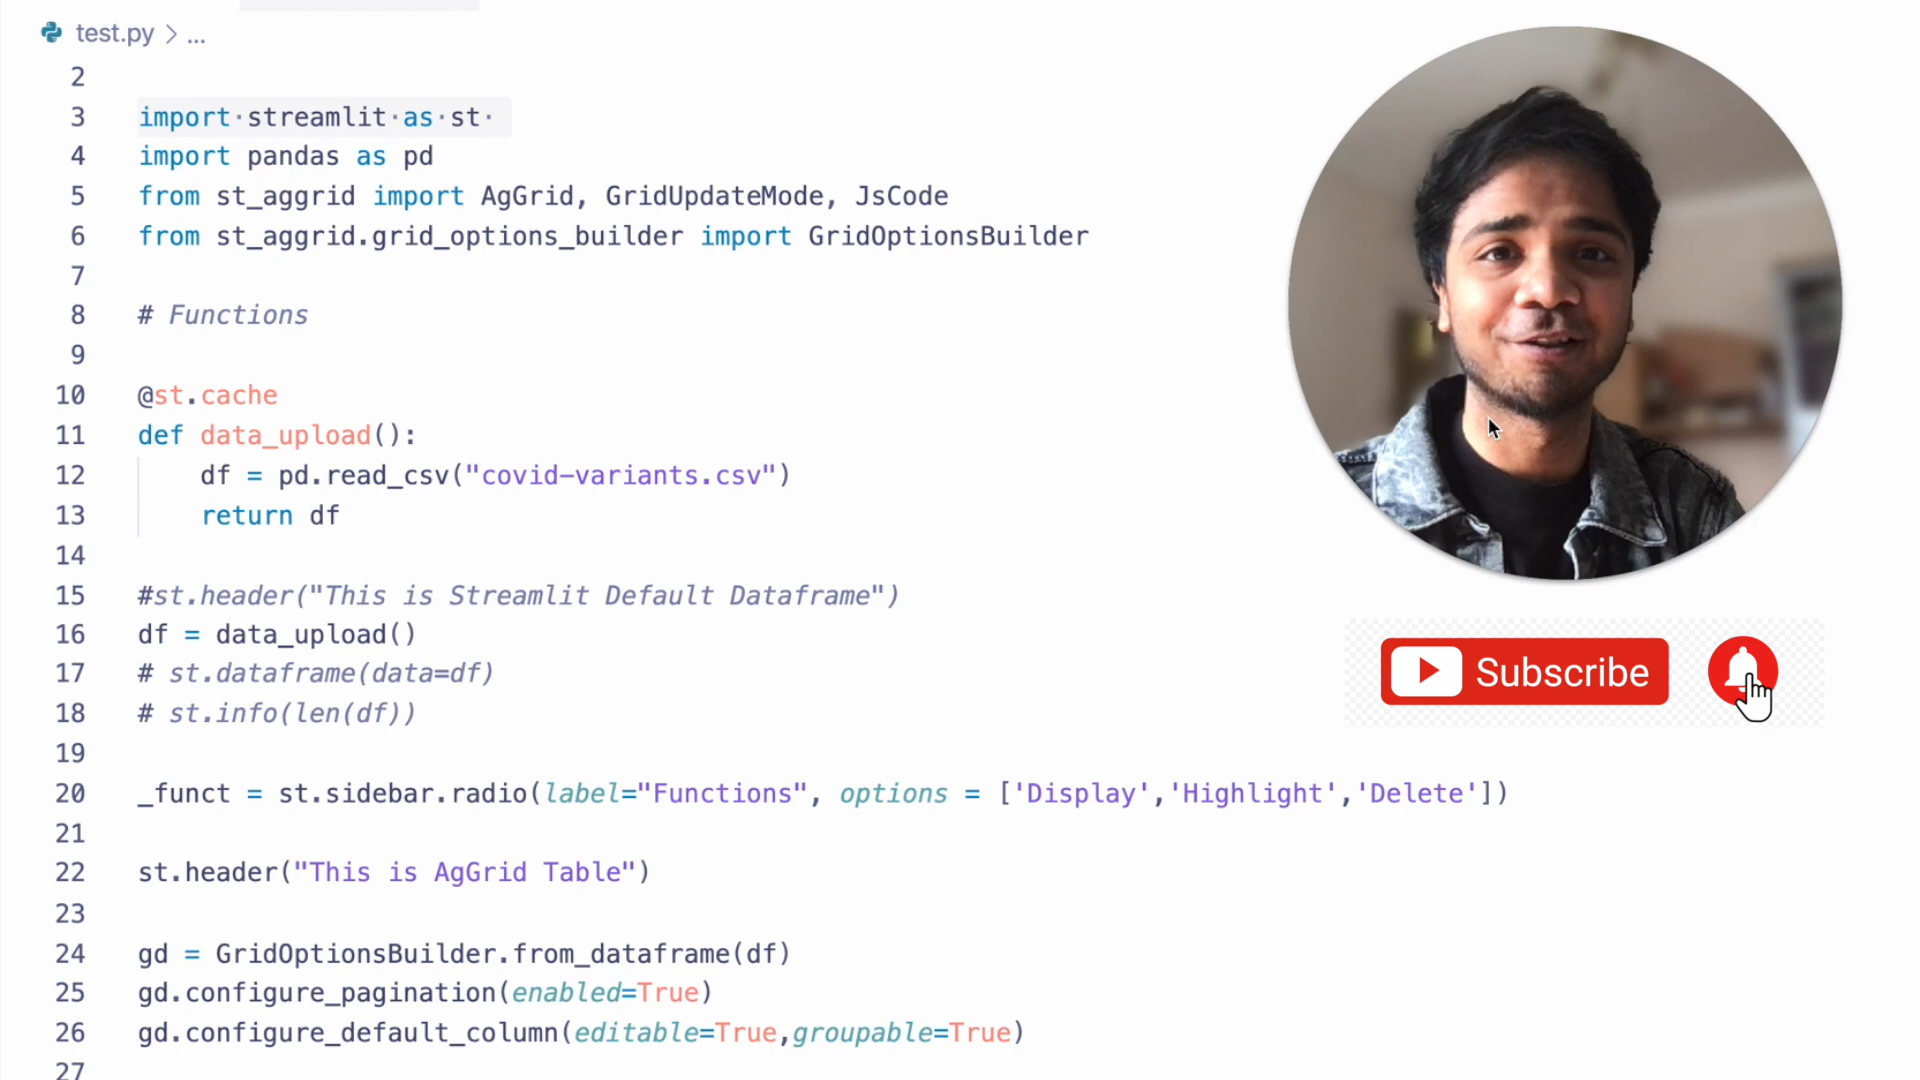 test.py > ...
2
3 import·streamlit·as·st·
4 import pandas as pd
5 from st_aggrid import AgGrid, GridUpdateMode, JsCode
6 from st_aggrid.grid_options_builder import GridOptionsBuilder
7
8 # Functions
9
10 @st.cache
11 def data_upload():
12     df = pd.read_csv("covid-variants.csv")
13     return df
14
15 #st.header("This is Streamlit Default Dataframe")
16 df = data_upload()
17 # st.dataframe(data=df)
18 # st.info(len(df))
19
20 _funct = st.sidebar.radio(label="Functions", options = ['Display','Highlight','Delete'])
21
22 st.header("This is AgGrid Table")
23
24 gd = GridOptionsBuilder.from_dataframe(df)
25 gd.configure_pagination(enabled=True)
26 gd.configure_default_column(editable=True,groupable=True)
27
Subscribe